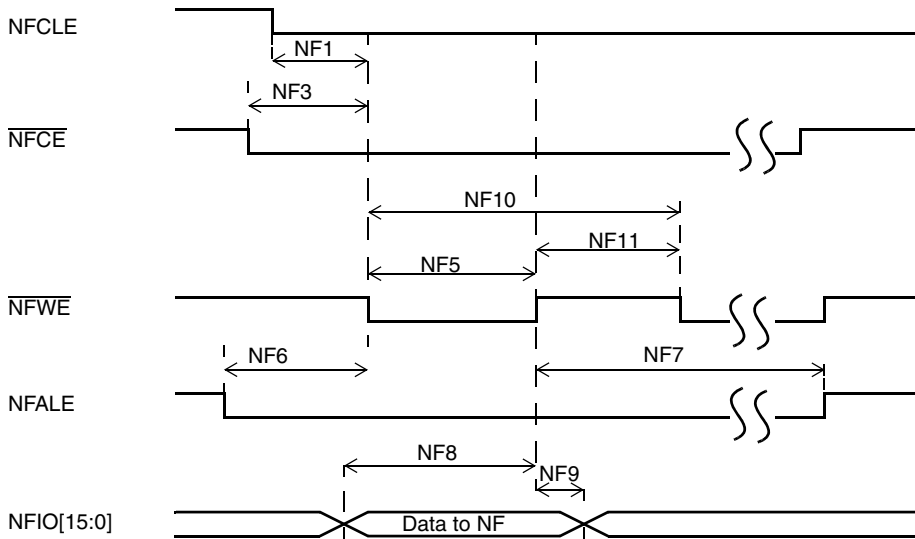 NFCLE
NF1
NF3
NFCE
NF10
NF11
NF5
NFWE
NF6
NF7
NFALE
NF8
NF9
NFIO[15:0]
Data to NF